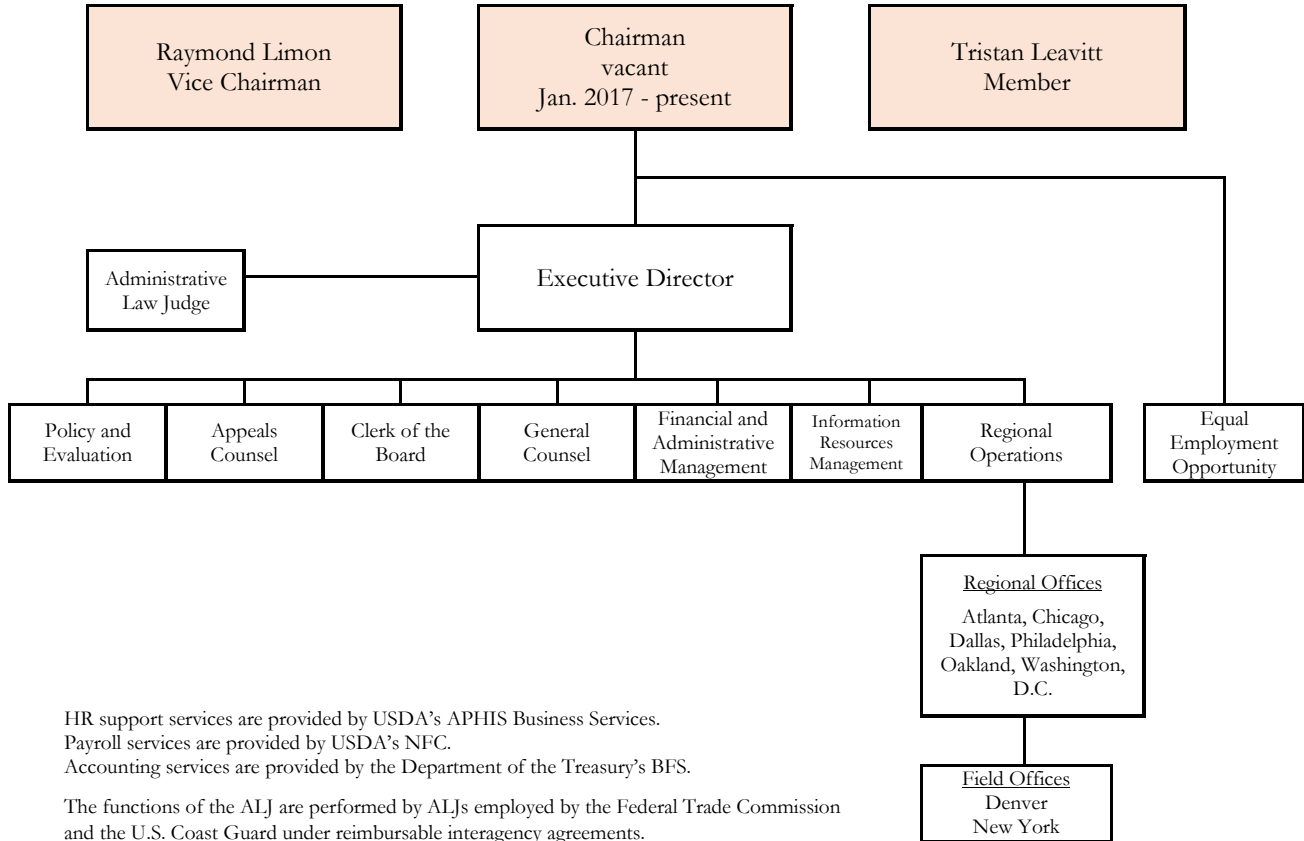 Raymond Limon
Vice Chairman
Chairman
vacant
Jan. 2017 - present
Tristan Leavitt
Member
Administrative
Law Judge
Executive Director
Policy and
Evaluation
Appeals
Counsel
Clerk of the
Board
General
Counsel
Financial and
Administrative
Management
Information
Resources
Management
Regional
Operations
Equal
Employment
Opportunity
Regional Offices
Atlanta, Chicago,
Dallas, Philadelphia,
Oakland, Washington,
D.C.
Field Offices
Denver
New York
HR support services are provided by USDA’s APHIS Business Services.
Payroll services are provided by USDA’s NFC.
Accounting services are provided by the Department of the Treasury’s BFS.
The functions of the ALJ are performed by ALJs employed by the Federal Trade Commission
and the U.S. Coast Guard under reimbursable interagency agreements.